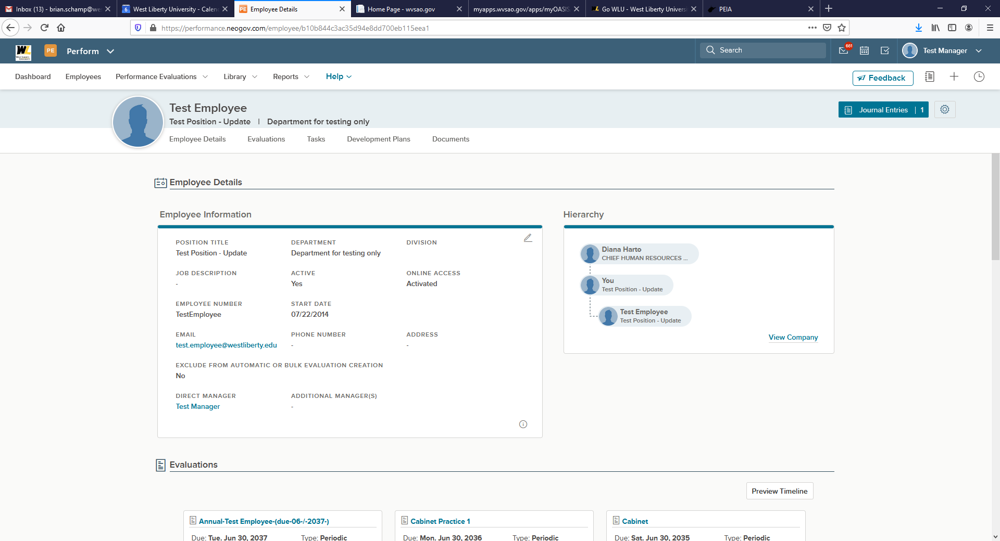 Inbox (13) - brian.schamp@we
West Liberty University - Calen
Employee Details
Home Page - wvsao.gov
myapps.wvsao.gov/apps/myOASIS
Go WLU - West Liberty Univers
PEIA
https://performance.neogov.com/employee/b10b844c3ac35d94e8dd700eb115eea1
WL
WEST LIBERTY
UNIVERSITY
PE
Perform
Search
661
Test Manager
Dashboard
Employees
Performance Evaluations
Library
Reports
Help
Feedback
Test Employee
Test Position - Update | Department for testing only
Journal Entries | 1
Employee Details
Evaluations
Tasks
Development Plans
Documents
Employee Details
Employee Information
POSITION TITLE
Test Position - Update
DEPARTMENT
Department for testing only
DIVISION
JOB DESCRIPTION
-
ACTIVE
Yes
ONLINE ACCESS
Activated
EMPLOYEE NUMBER
TestEmployee
START DATE
07/22/2014
EMAIL
test.employee@westliberty.edu
PHONE NUMBER
-
ADDRESS
-
EXCLUDE FROM AUTOMATIC OR BULK EVALUATION CREATION
No
DIRECT MANAGER
Test Manager
ADDITIONAL MANAGER(S)
-
Hierarchy
Diana Harto
CHIEF HUMAN RESOURCES ...
You
Test Position - Update
Test Employee
Test Position - Update
View Company
Evaluations
Preview Timeline
Annual-Test Employee-(due-06-/-2037-)
Due: Tue. Jun 30, 2037
Type: Periodic
Cabinet Practice 1
Due: Mon. Jun 30, 2036
Type: Periodic
Cabinet
Due: Sat. Jun 30, 2035
Type: Periodic